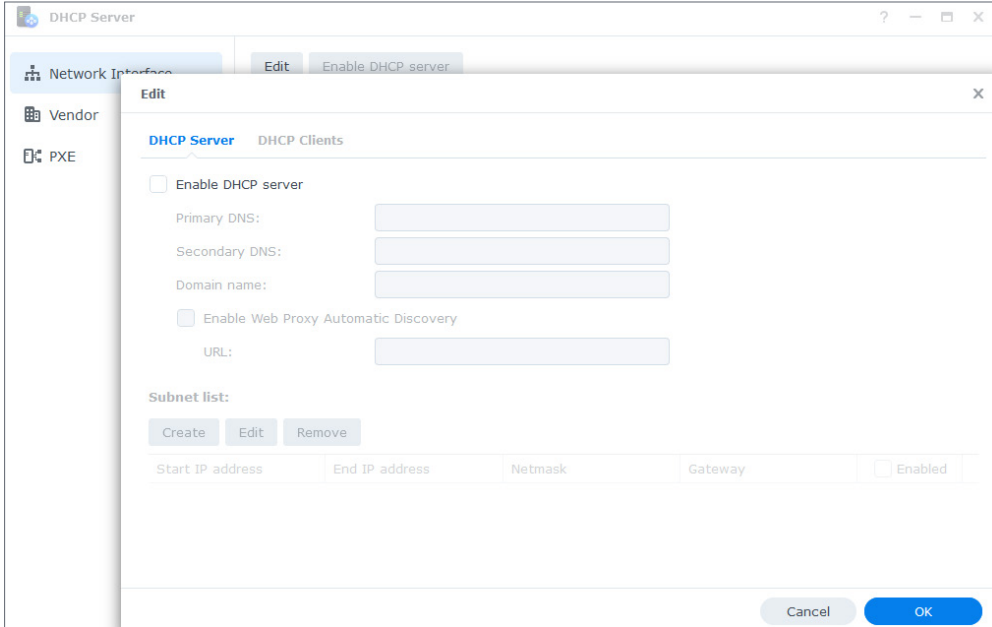 DHCP Server
Network Interface
Edit Enable DHCP server
Vendor
PXE
Edit
DHCP Server DHCP Clients
Enable DHCP server
Primary DNS:
Secondary DNS:
Domain name:
Enable Web Proxy Automatic Discovery
URL:
Subnet list:
Create Edit Remove
Start IP address End IP address Netmask Gateway Enabled
Cancel OK